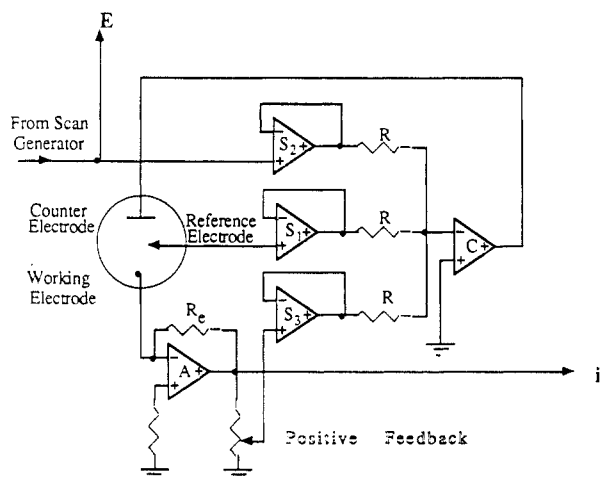 E
From Scan
Generator
S2
R
Counter
Electrode
Reference
Electrode
S1
R
C
Working
Electrode
Re
S3
R
A
i
Positive Feedback